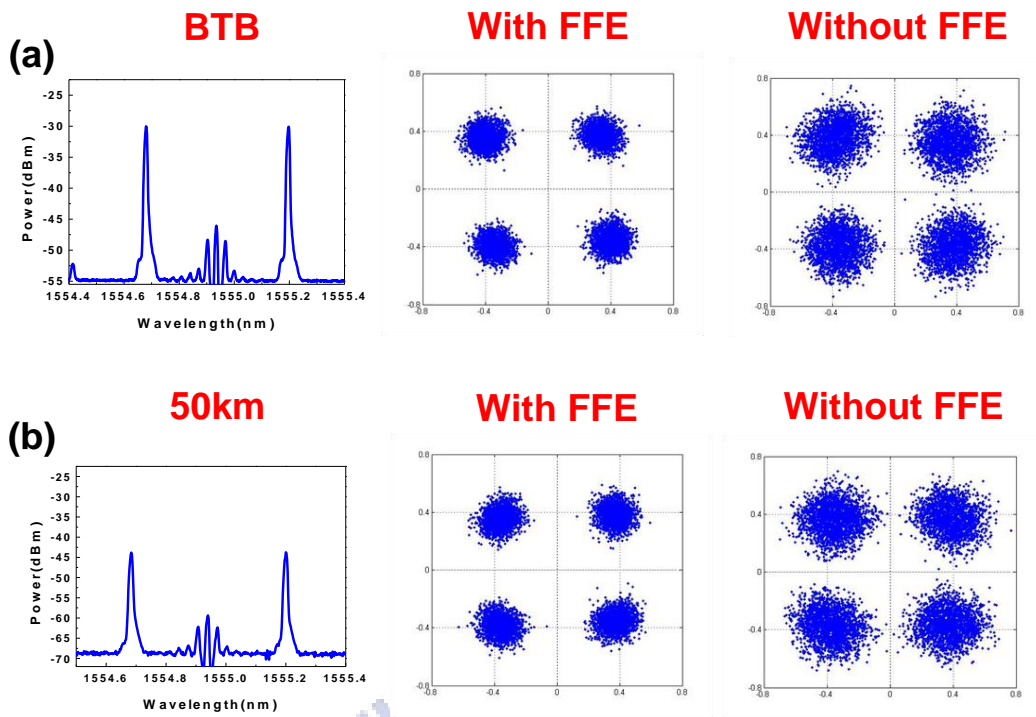 BTB With FFE Without FFE
(a)
-25
-30
-35
-40
-45
-50
-55
Power(dBm)
1554.4 1554.6 1554.8 1555.0 1555.2 1555.4
Wavelength(nm)
0.8
0.4
0
-0.4
-0.8
-0.8 -0.4 0 0.4 0.8
0.8
0.4
0
-0.4
-0.8
-0.8 -0.4 0 0.4 0.8
50km With FFE Without FFE
(b)
-25
-30
-35
-40
-45
-50
-55
-60
-65
-70
Power(dBm)
1554.6 1554.8 1555.0 1555.2 1555.4
Wavelength(nm)
0.8
0.4
0
-0.4
-0.8
-0.8 -0.4 0 0.4 0.8
0.8
0.4
0
-0.4
-0.8
-0.8 -0.4 0 0.4 0.8